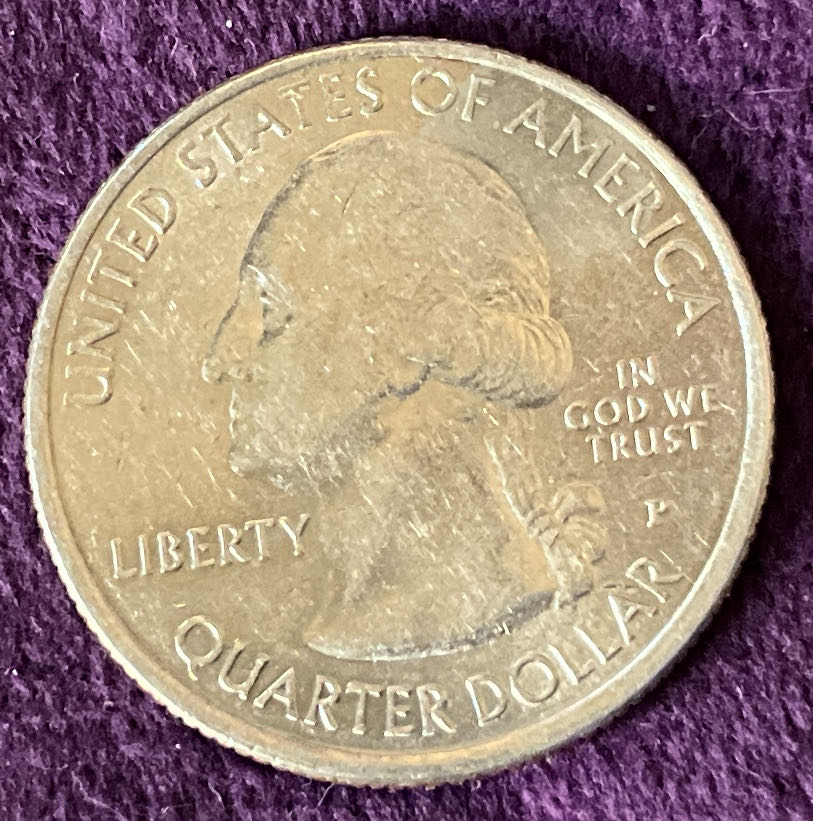 UNITED STATES OF AMERICA
IN
GOD WE
TRUST
P
LIBERTY
QUARTER DOLLAR